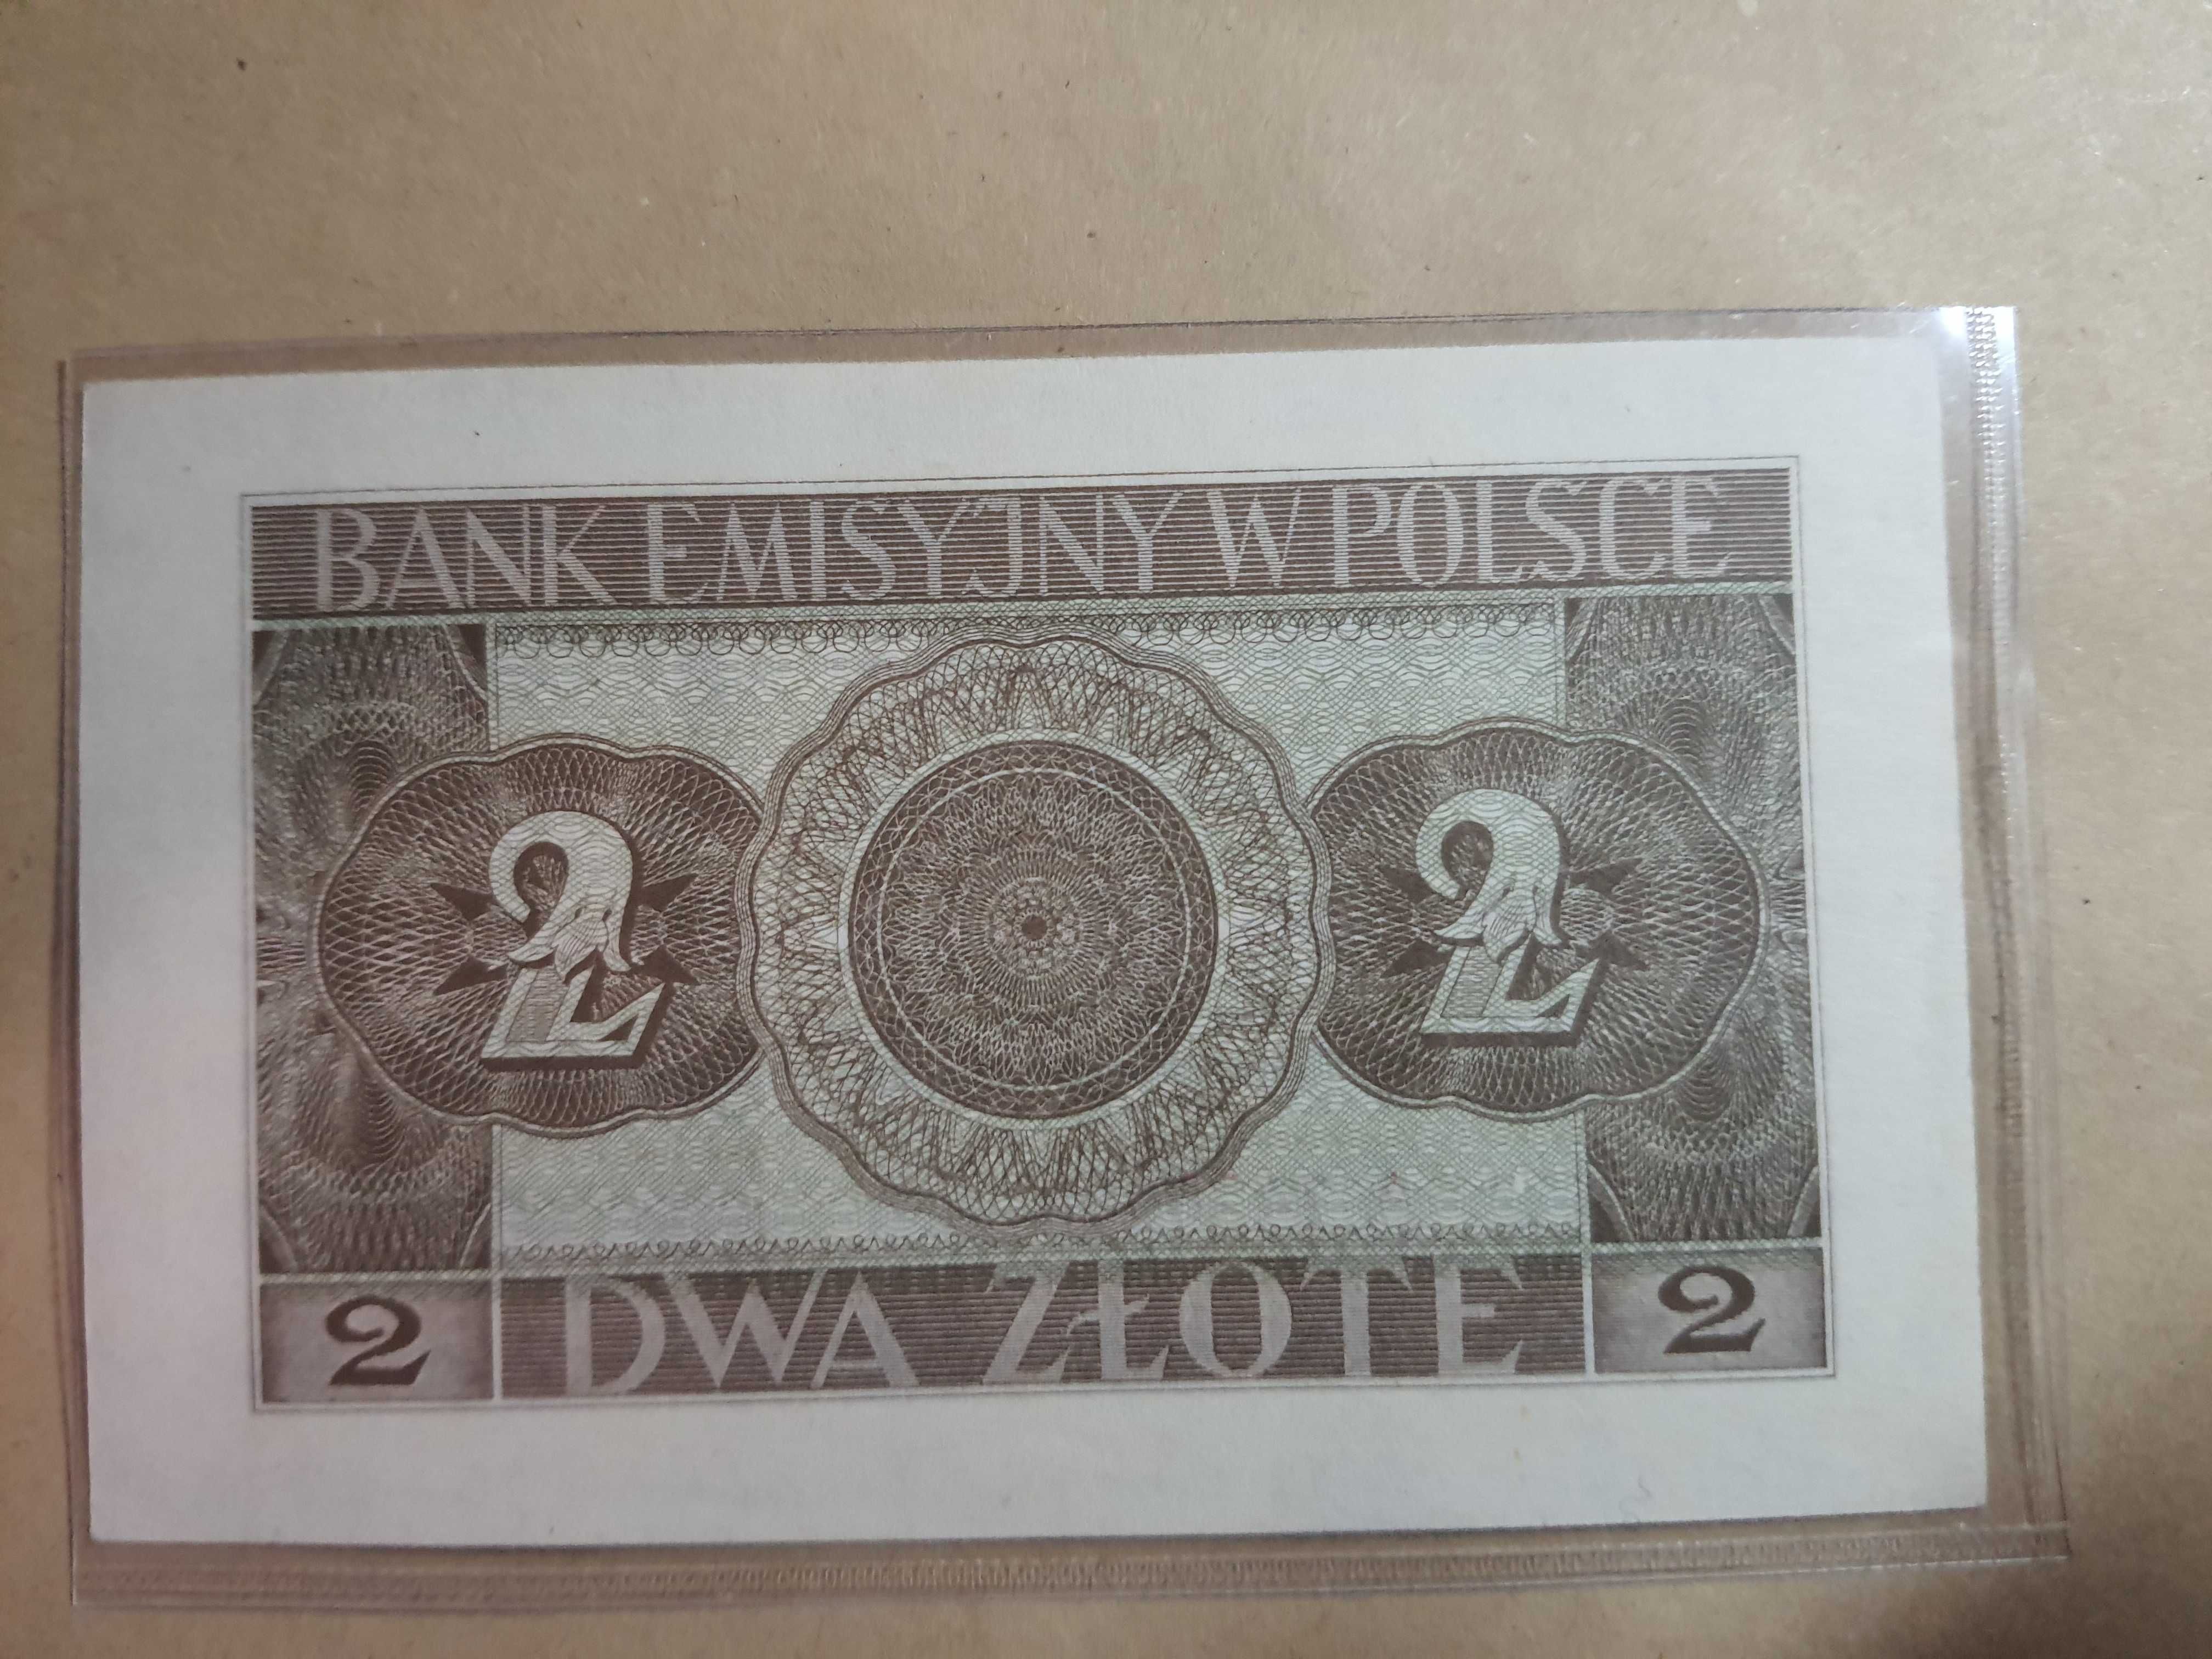 BANK EMISYJNY W POLSCE
2 2
2 DWA ZŁOTE 2